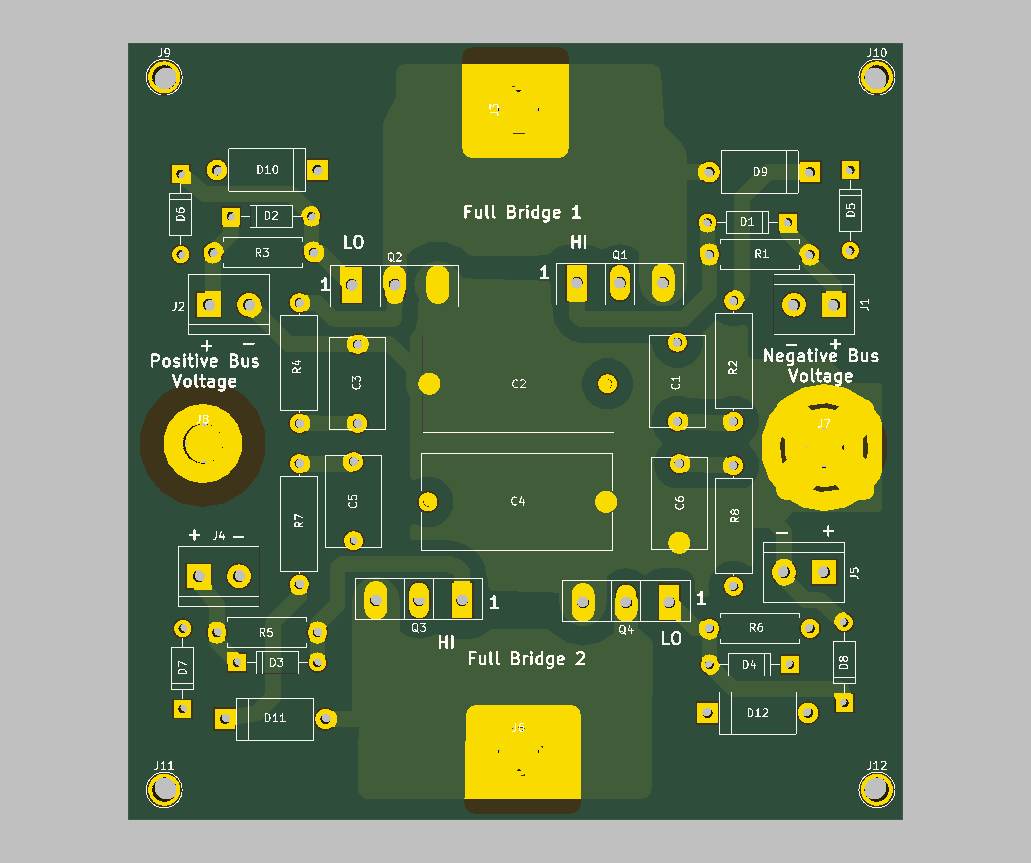 J9
J10
J3
D10
D9
D6
D5
D2
D1
Full Bridge 1
LO
HI
R3
R1
Q2
Q1
1
1
J2
J1
+ −
− +
Positive Bus
Voltage
Negative Bus
Voltage
R4
C3
C2
C1
R2
J8
J7
R7
C5
C4
C6
R8
+ J4 −
− +
J5
1
1
Q3
Q4
HI
LO
R5
R6
Full Bridge 2
D7
D3
D4
D8
D11
D12
J6
J11
J12